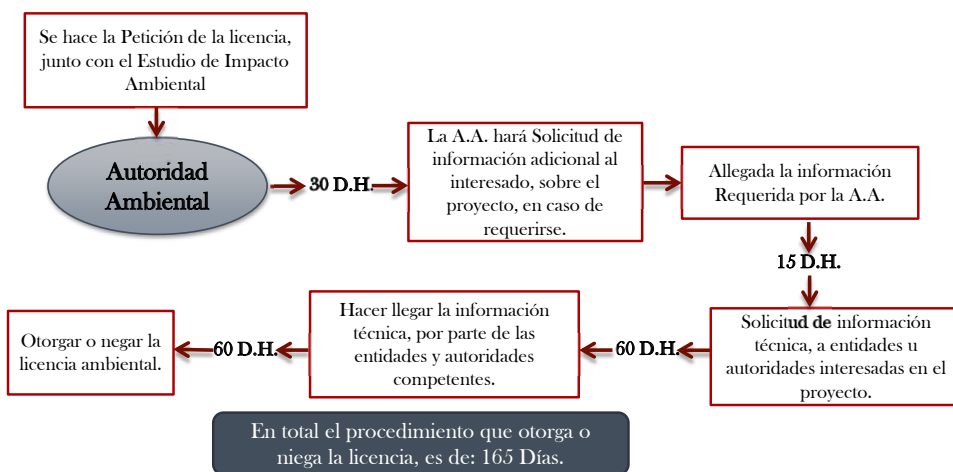 Se hace la Petición de la licencia,
junto con el Estudio de Impacto
Ambiental
Autoridad
Ambiental
30 D.H.
La A.A. hará Solicitud de
información adicional al
interesado, sobre el
proyecto, en caso de
requerirse.
Allegada la información
Requerida por la A.A.
15 D.H.
Solicitud de información
técnica, a entidades u
autoridades interesadas en el
proyecto.
60 D.H.
Hacer llegar la información
técnica, por parte de las
entidades y autoridades
competentes.
60 D.H.
Otorgar o negar la
licencia ambiental.
En total el procedimiento que otorga o
niega la licencia, es de: 165 Días.